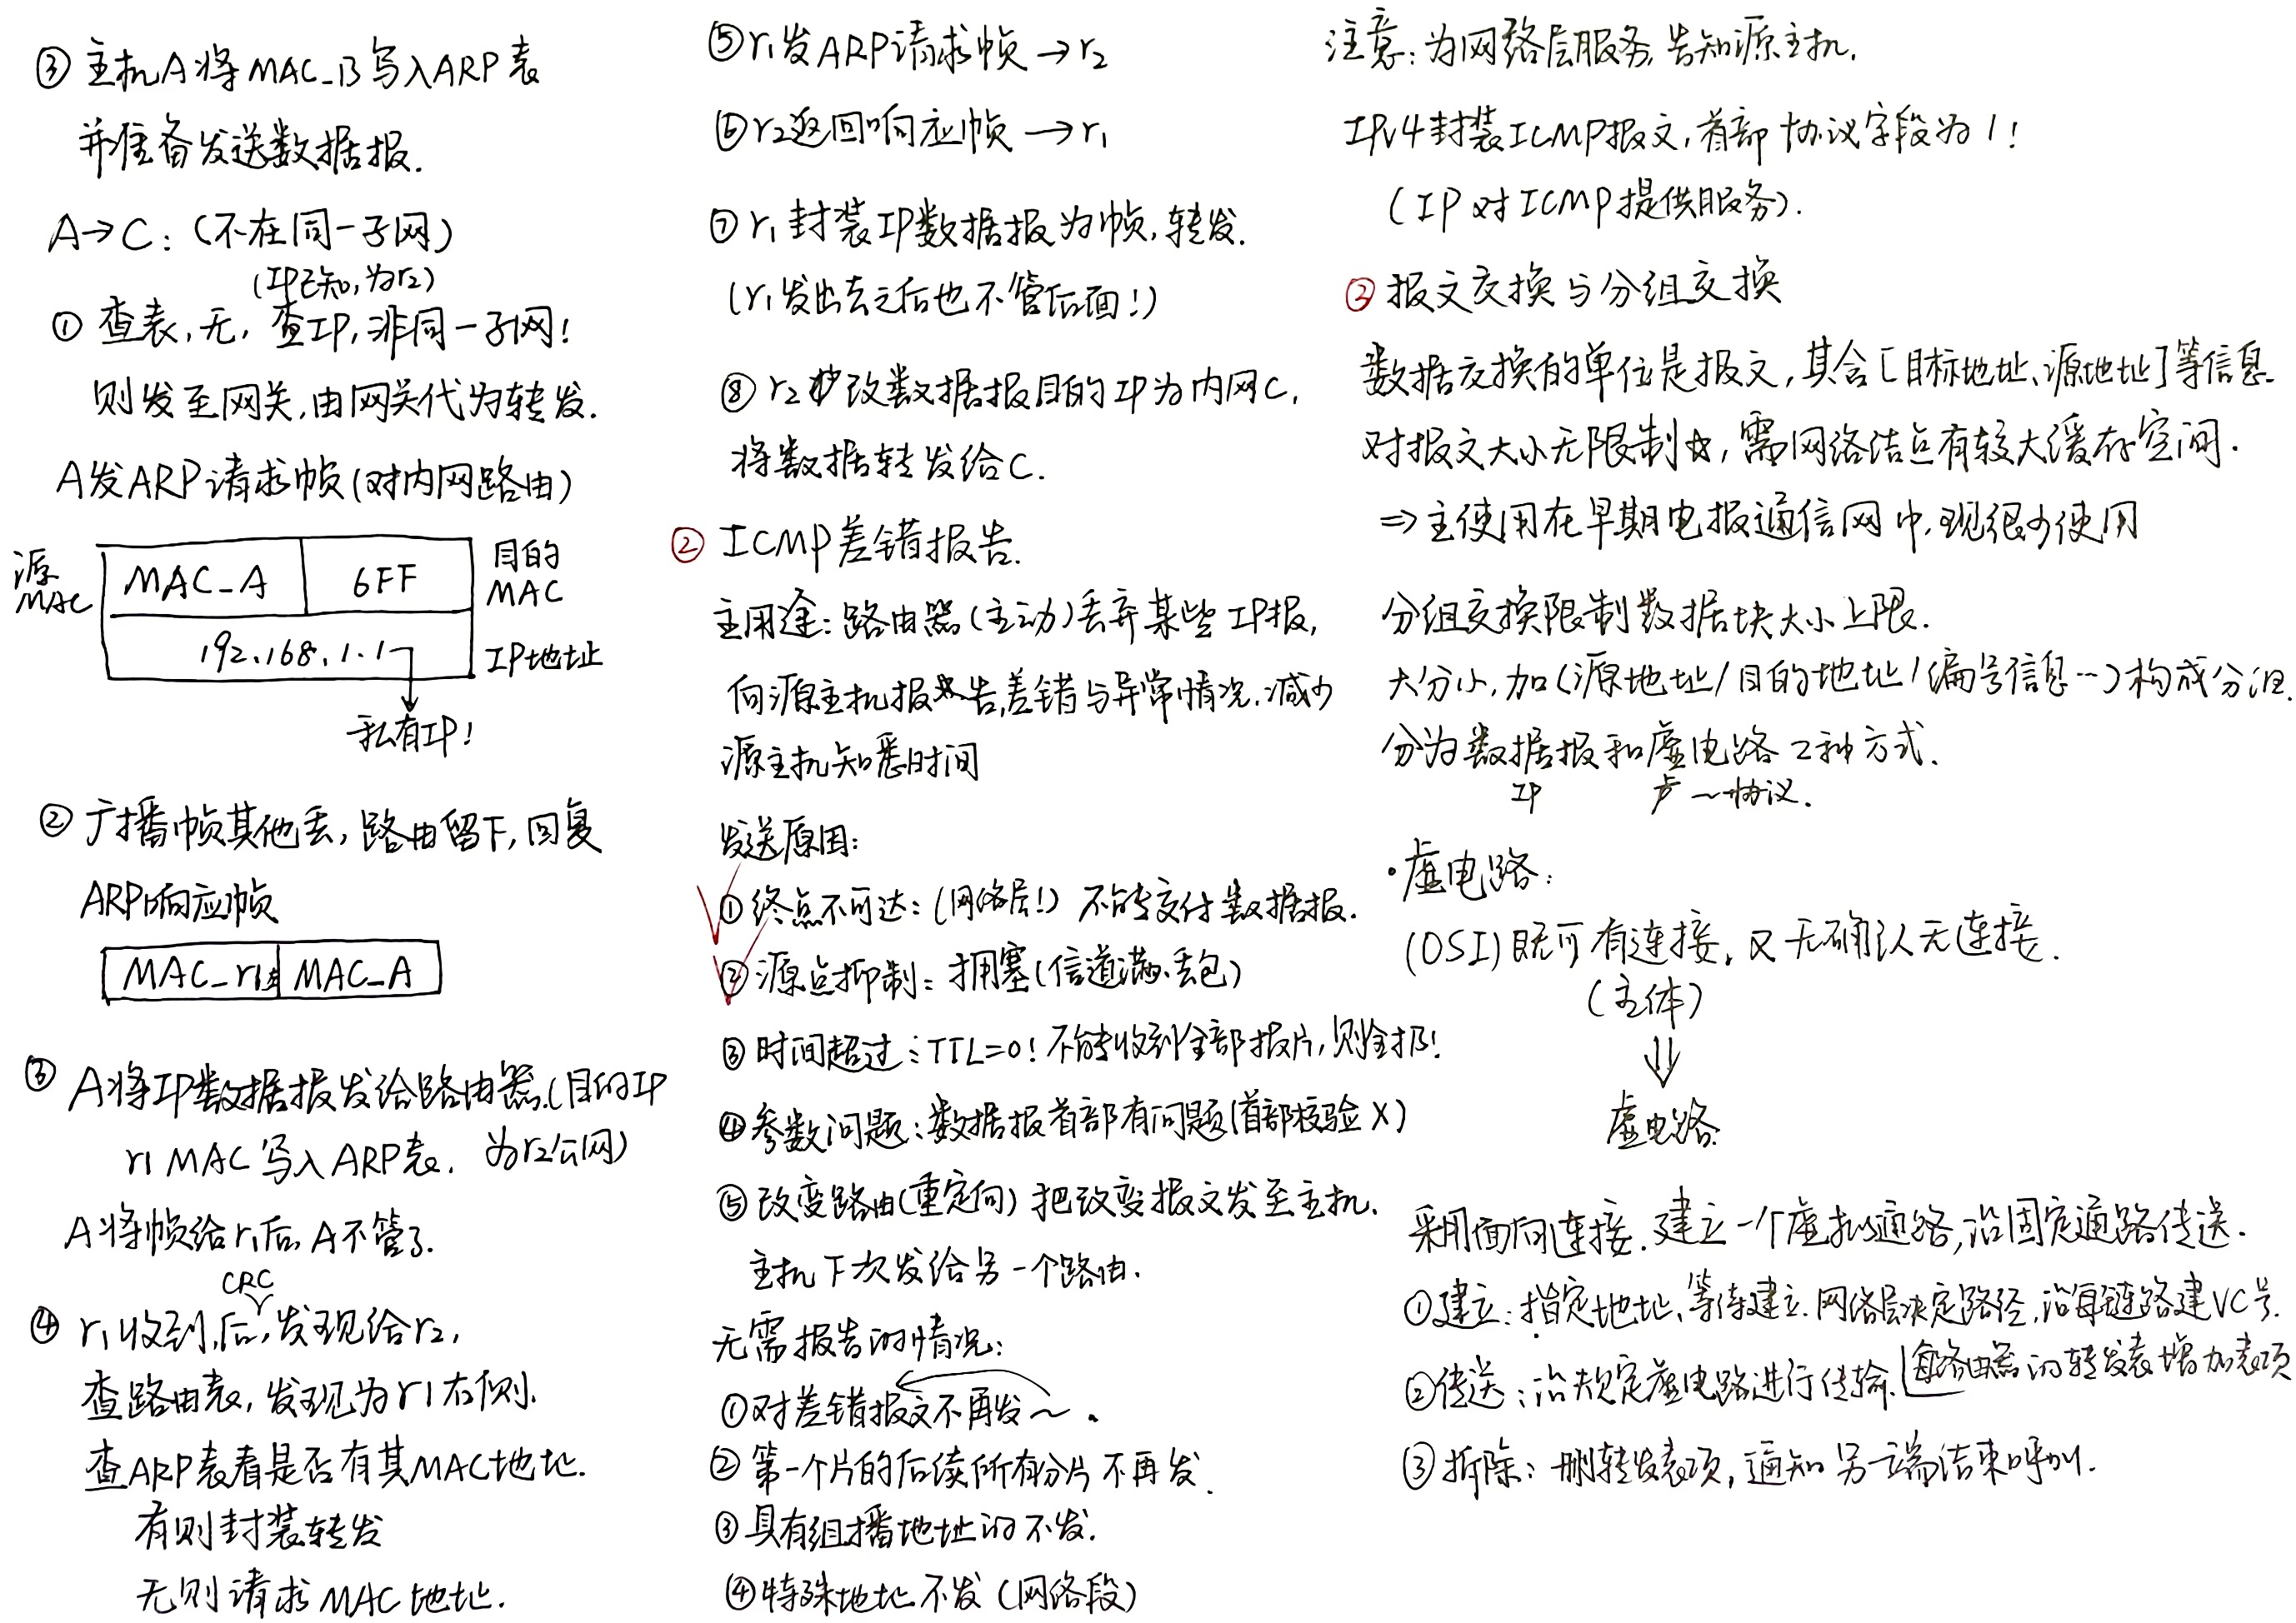 ③ 主机A将MAC_B写入ARP表
并准备发送数据报.
A→C：(不在同一子网)
(IP已知,为r2)
① 查表,无, 查IP,非同一子网!
则发至网关,由网关代为转发.
A发ARP请求帧(对内网路由)
源MAC
MAC_A
6FF
目的MAC
192.168.1.1
IP地址
私有IP!
② 广播帧其他丢,路由留下,回复
ARP响应帧
MAC_r1
MAC_A
③ A将IP数据报发给路由器.(目的IP
为r2公网)
r1 MAC写入ARP表.
A将帧给r1后,A不管了.
CRC
④ r1收到后,发现给r2,
查路由表,发现为r1右侧.
查ARP表看是否有其MAC地址.
有则封装转发
无则请求MAC地址.
⑤r1发ARP请求帧→r2
⑥r2返回响应帧→r1
⑦r1封装IP数据报为帧,转发.
(r1发出去之后也不管后面!)
⑧ r2 改数据报目的IP为内网C,
将数据转发给C.
② ICMP差错报告.
主用途:路由器(主动)丢弃某些IP报,
向源主机报告差错与异常情况.减少
源主机知悉时间
发送原因:
①终点不可达:(网络层!) 不能交付数据报.
②源点抑制:拥塞(信道满,丢包)
③时间超过:TTL=0!不能收到全部报片,则全扔!
④参数问题:数据报首部有问题(首部校验X)
⑤改变路由(重定向) 把改变报文发至主机.
主机下次发给另一个路由.
无需报告的情况:
①对差错报文不再发～.
②第一个片的后续所有分片不再发.
③具有组播地址的不发.
④特殊地址不发(网络段)
注意:为网络层服务,告知源主机.
IPv4封装ICMP报文,首部协议字段为1!
(IP对ICMP提供服务).
③ 报文交换与分组交换
数据交换的单位是报文,其含[目标地址、源地址]等信息.
对报文大小无限制,需网络结点有较大缓存空间.
⇒主使用在早期电报通信网中,现很少使用
分组交换限制数据块大小上限.
大分小,加(源地址/目的地址/编号信息…)构成分组.
分为数据报和虚电路2种方式.
IP
～协议.
·虚电路:
(OSI)既可有连接,又无确认无连接.
(主体)
⇓
虚电路
采用面向连接.建立一个虚拟通路,沿固定通路传送.
①建立:指定地址,等待建立.网络层决定路径,沿每链路建VC号.
每路由器的转发表增加表项
②传送:沿规定虚电路进行传输.
③拆除:删转发表项,通知另一端结束呼叫.